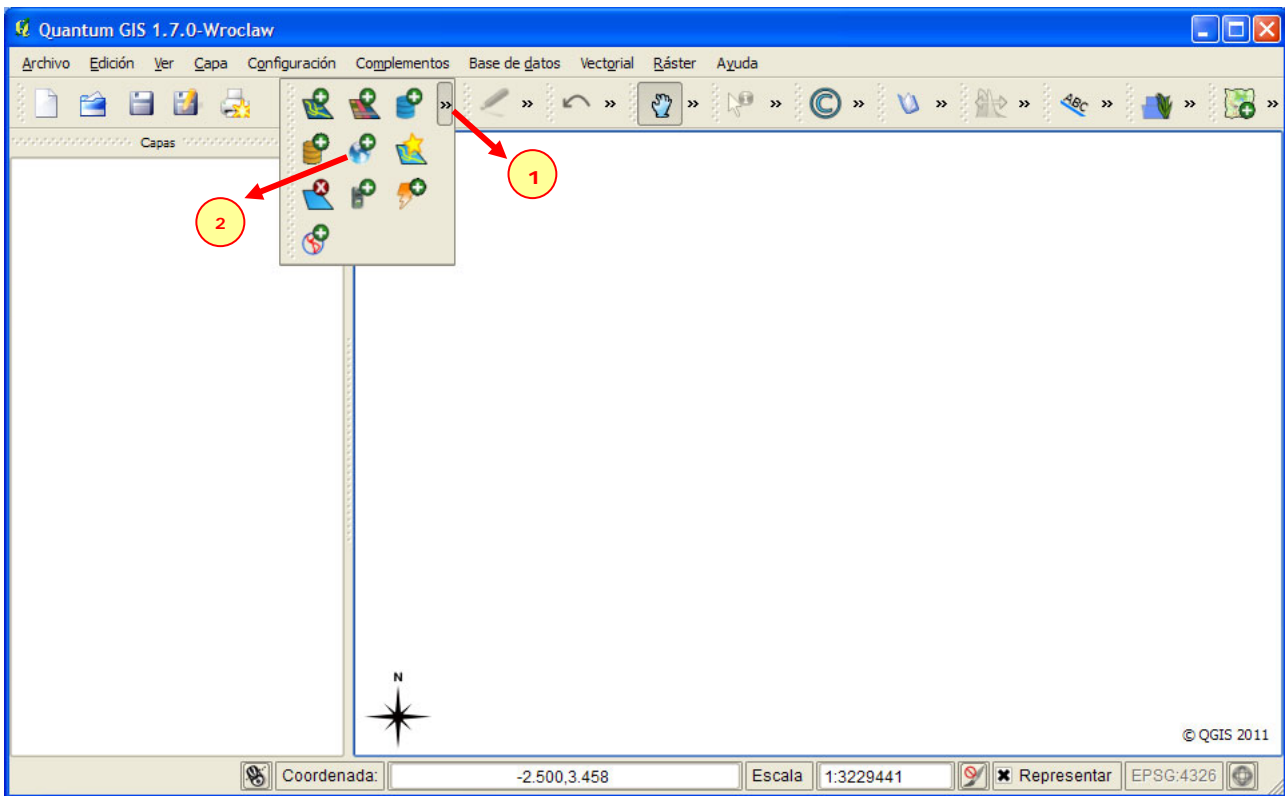 Quantum GIS 1.7.0-Wroclaw
Archivo Edición Ver Capa Configuración Complementos Base de datos Vectorial Ráster Ayuda
» » » » » © » » » ABC » » »
Capas
1
2
N
© QGIS 2011
Coordenada: -2.500,3.458 Escala 1:3229441 Representar EPSG:4326